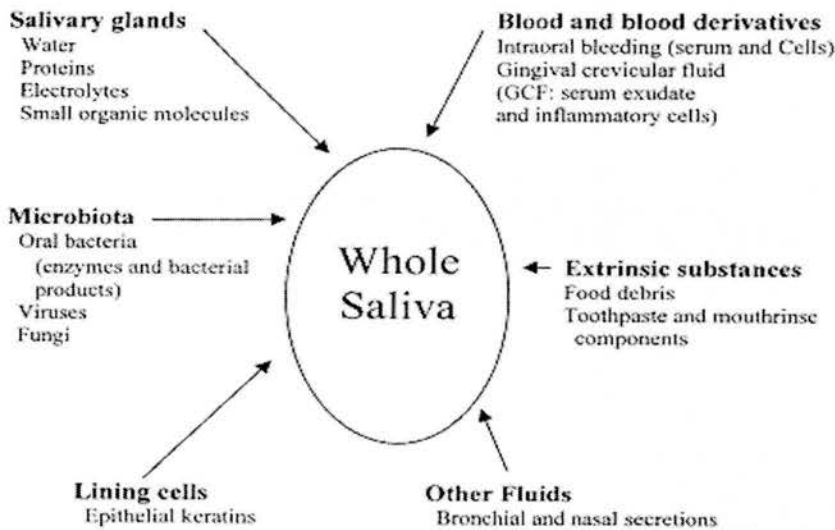 Salivary glands
Water
Proteins
Electrolytes
Small organic molecules
Blood and blood derivatives
Intraoral bleeding (serum and Cells)
Gingival crevicular fluid
(GCF: serum exudate
and inflammatory cells)
Microbiota
Oral bacteria
(enzymes and bacterial
products)
Viruses
Fungi
Whole
Saliva
Extrinsic substances
Food debris
Toothpaste and mouthrinse
components
Lining cells
Epithelial keratins
Other Fluids
Bronchial and nasal secretions